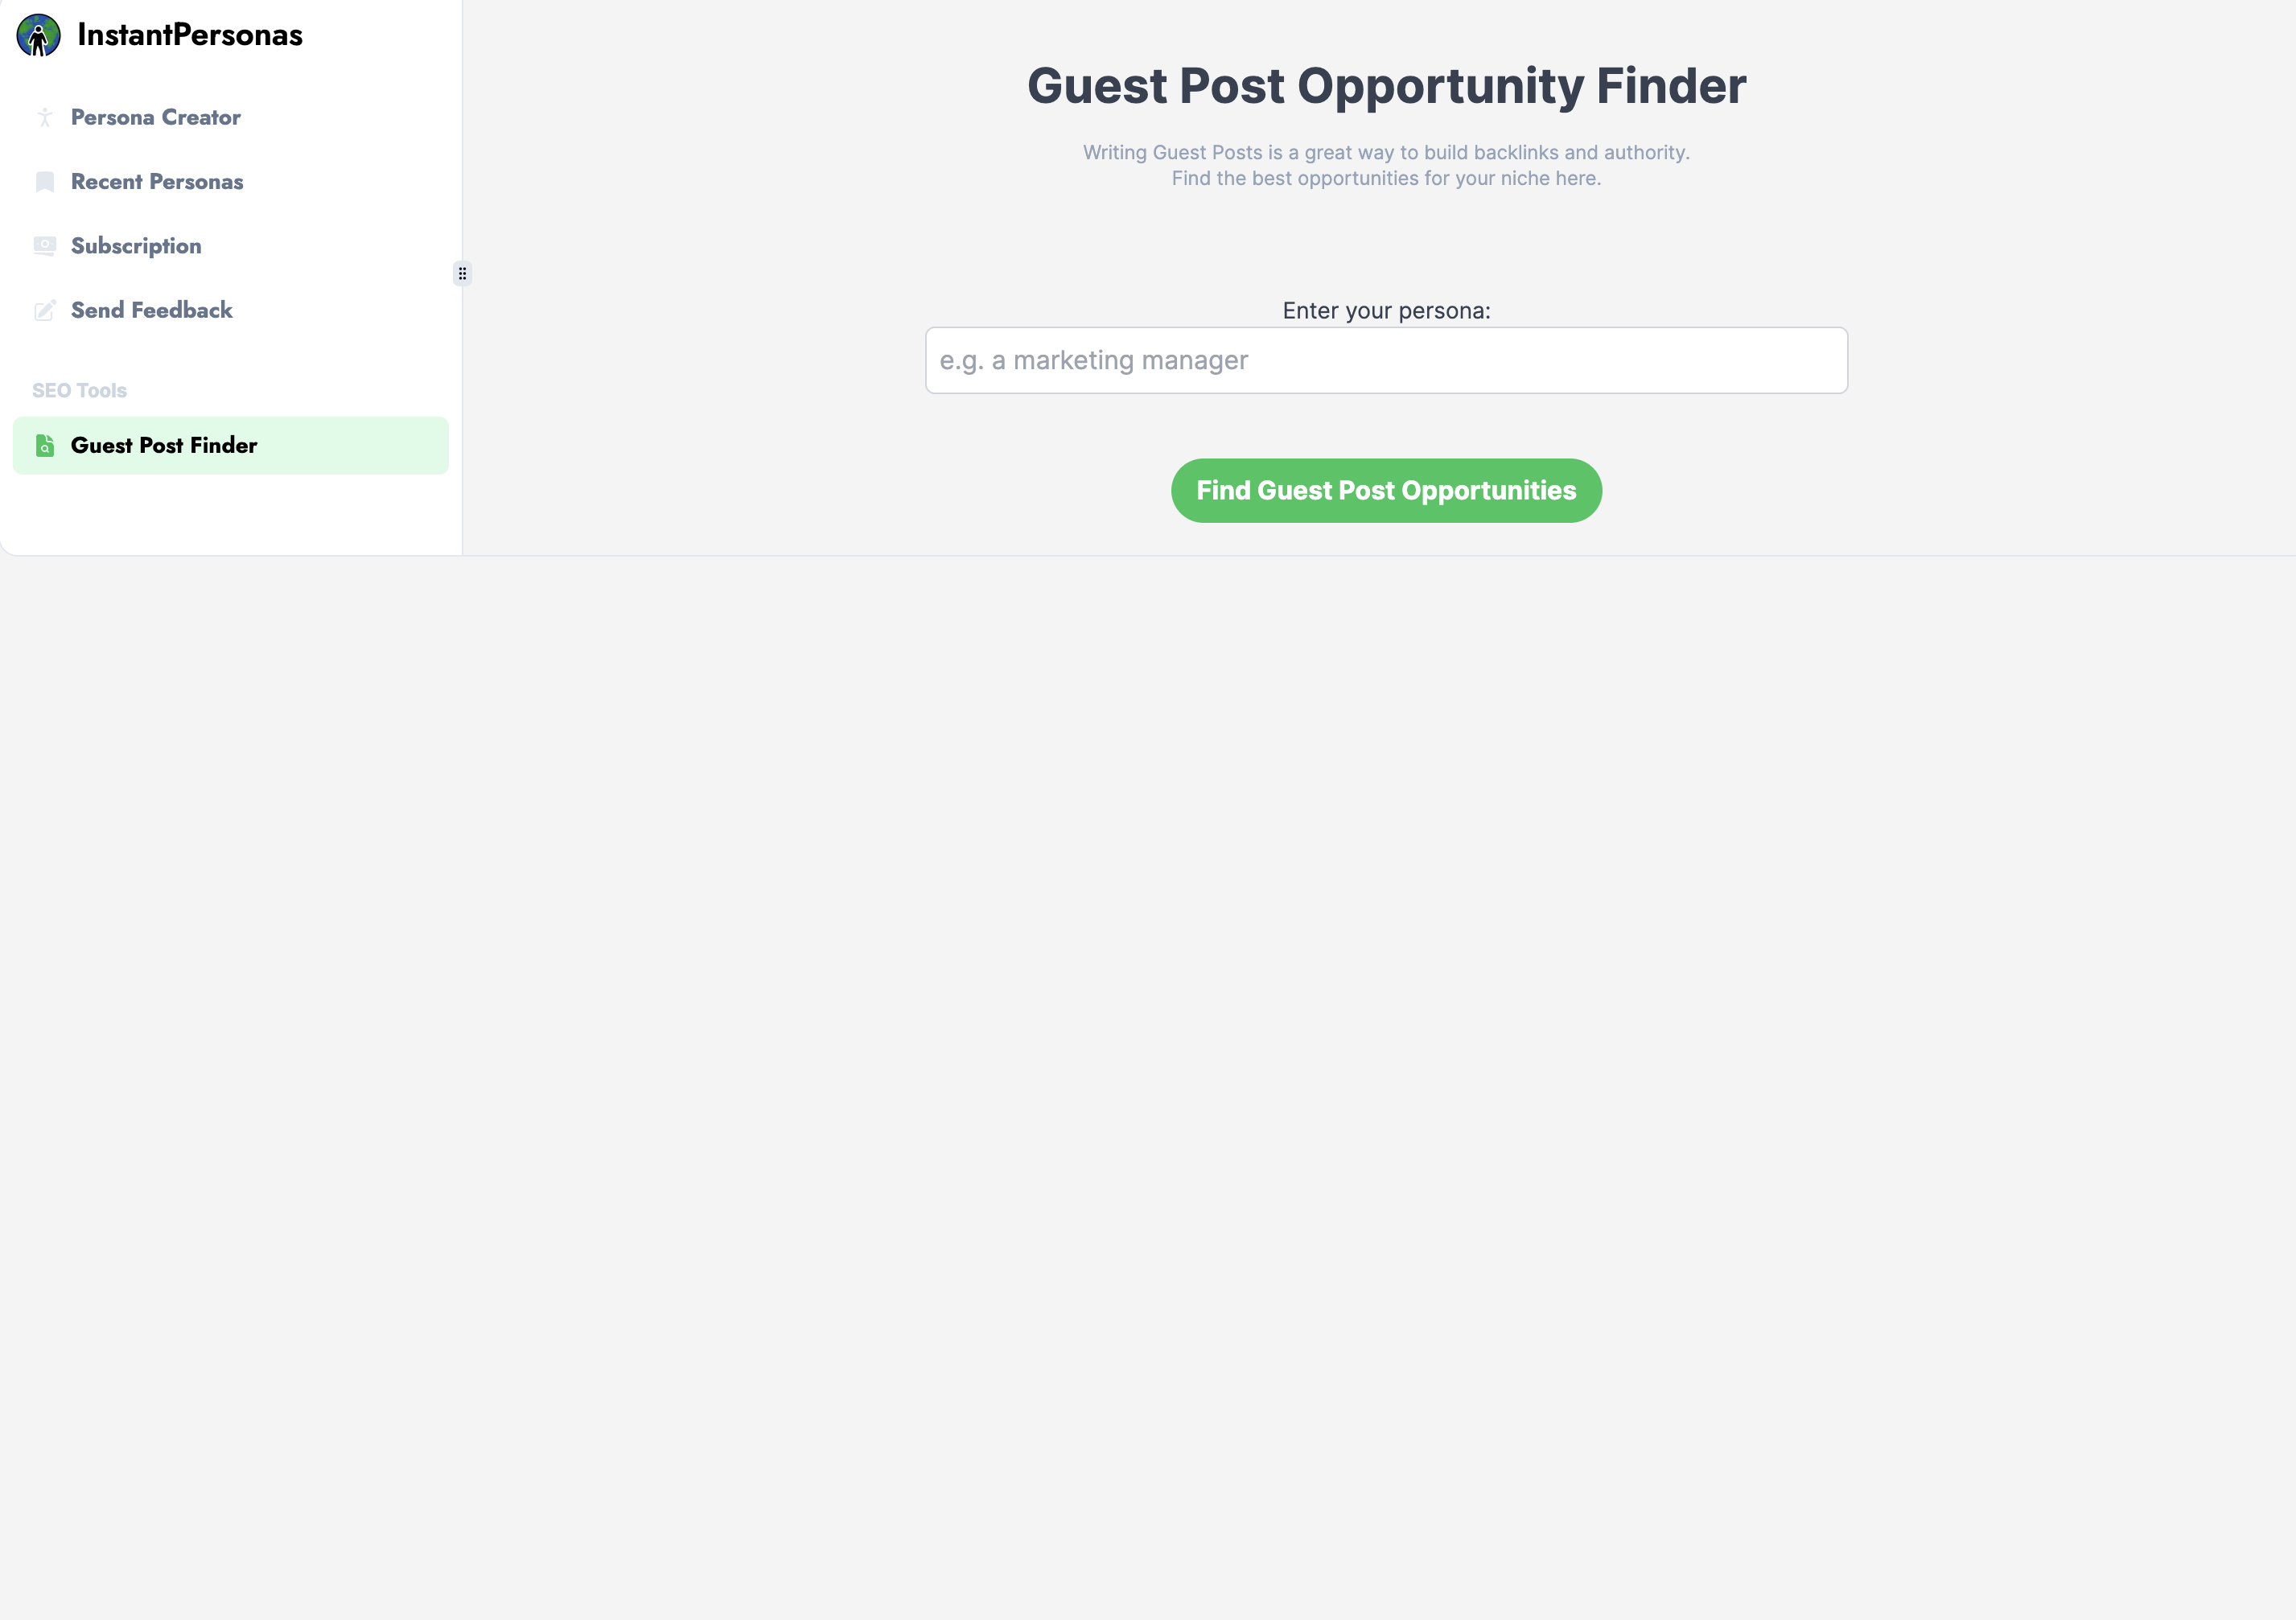 InstantPersonas
Persona Creator
Recent Personas
Subscription
Send Feedback
SEO Tools
Guest Post Finder
Guest Post Opportunity Finder
Writing Guest Posts is a great way to build backlinks and authority.
Find the best opportunities for your niche here.
Enter your persona:
e.g. a marketing manager
Find Guest Post Opportunities